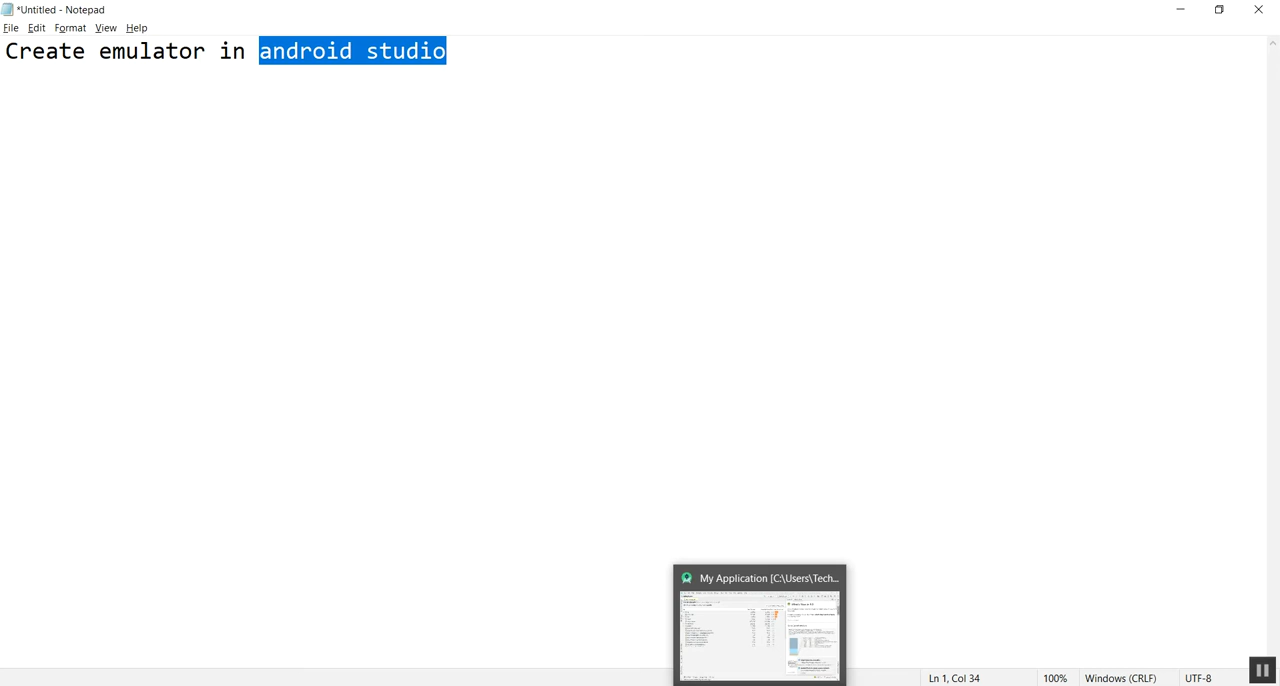 *Untitled - Notepad
File Edit Format View Help
Create emulator in android studio
My Application [C:\Users\Tech...
Ln 1, Col 34 100% Windows (CRLF) UTF-8